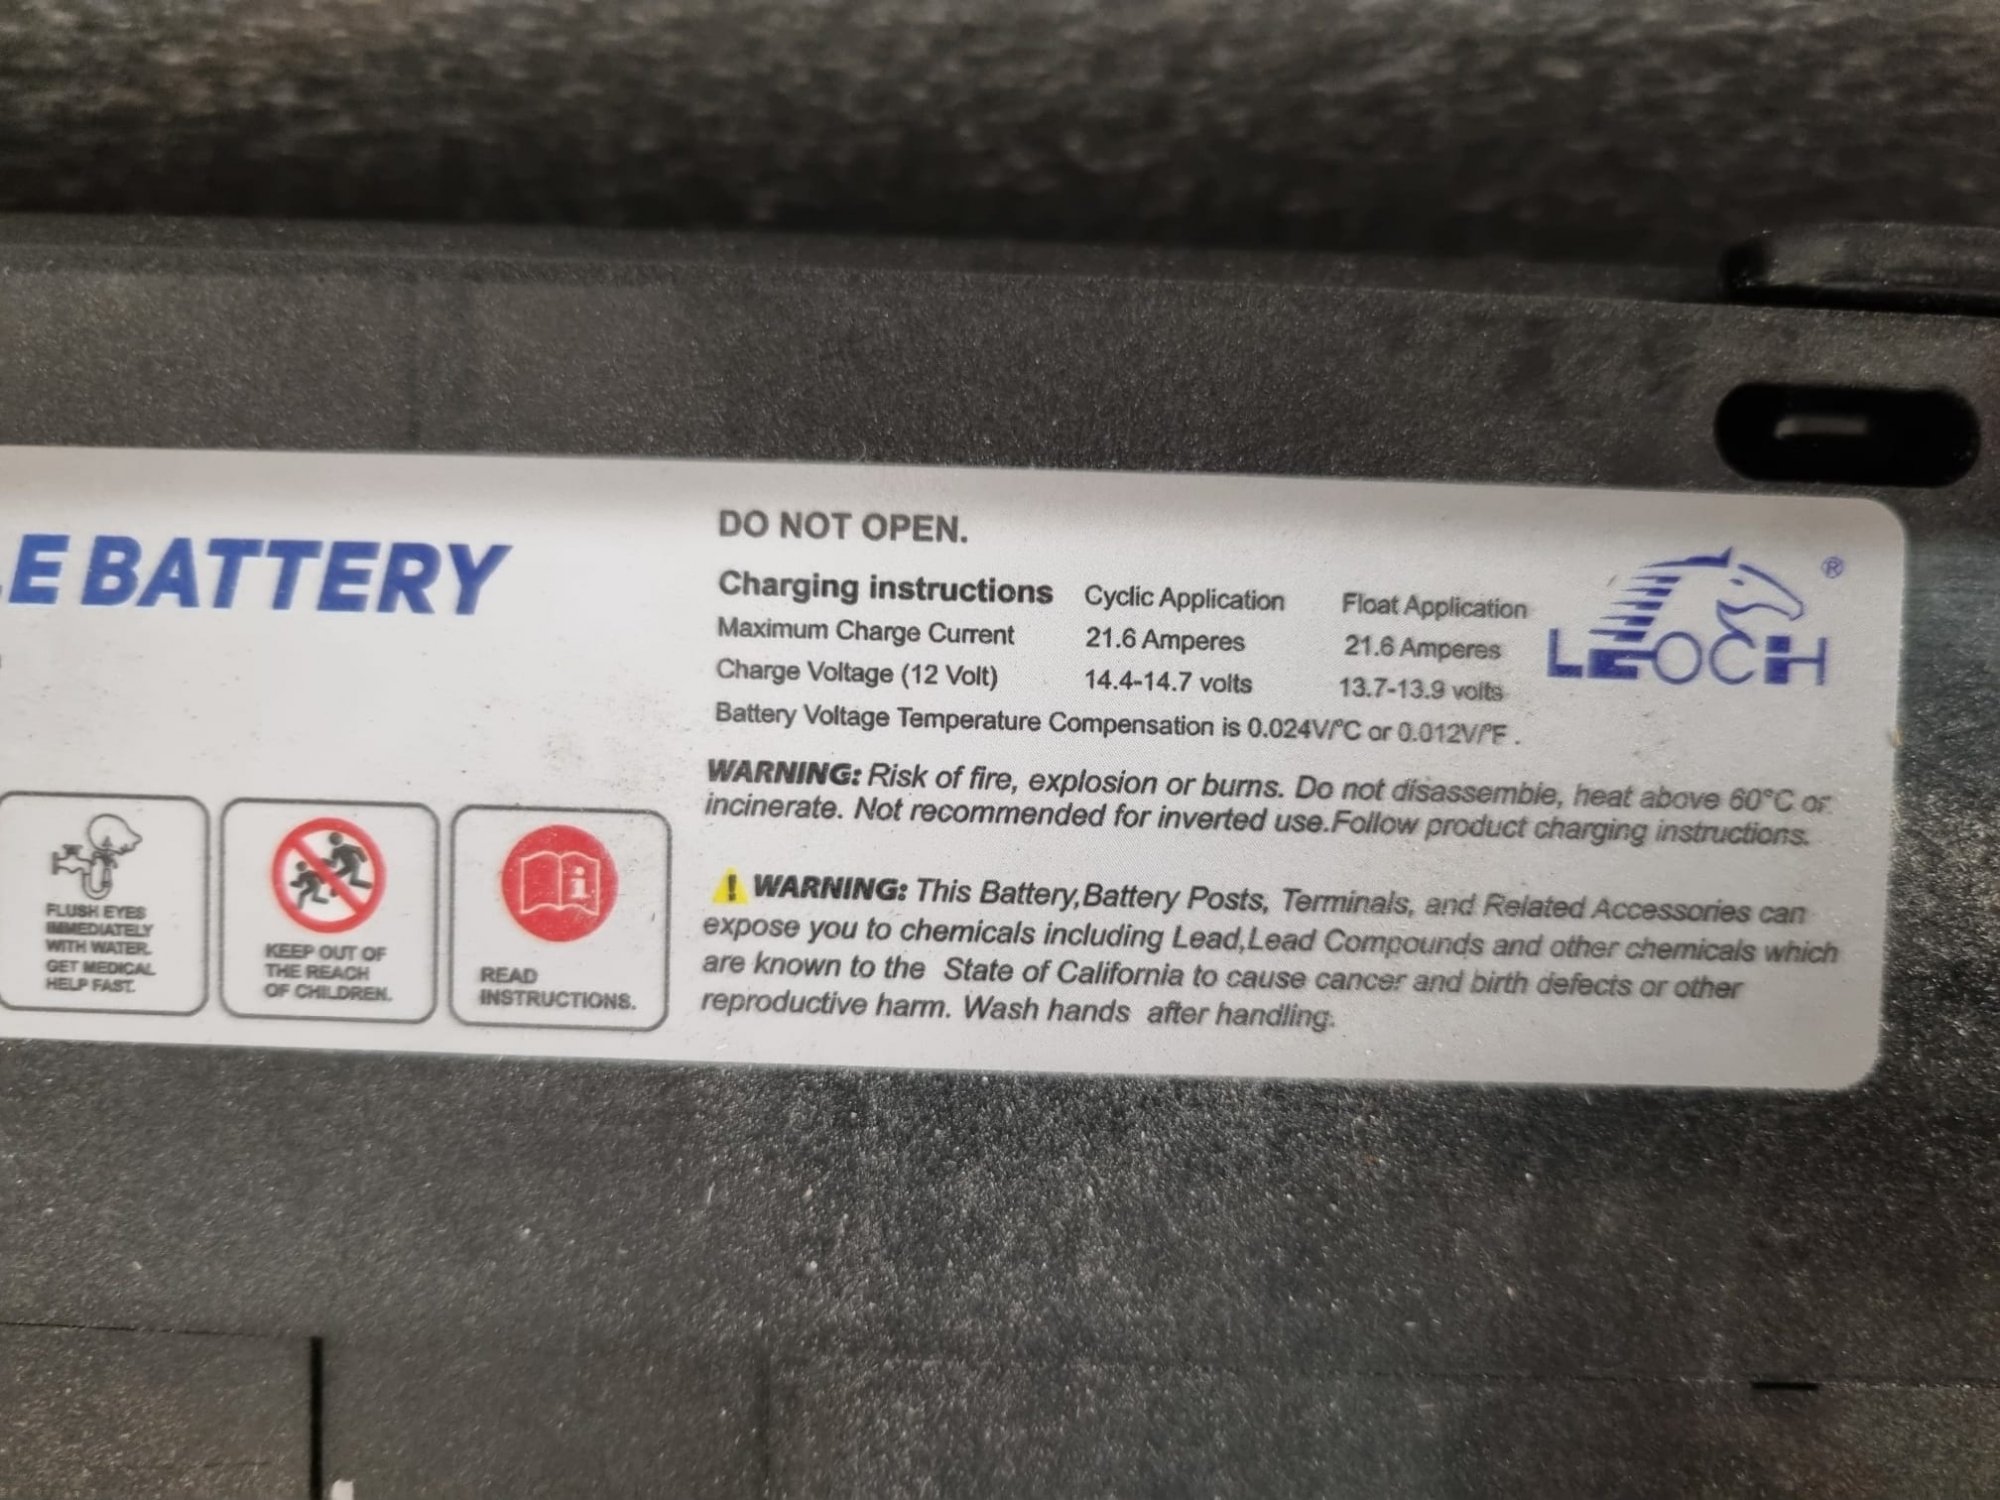 E BATTERY
DO NOT OPEN.
Charging instructions Cyclic Application Float Application
Maximum Charge Current 21.6 Amperes 21.6 Amperes
Charge Voltage (12 Volt) 14.4-14.7 volts 13.7-13.9 volts
Battery Voltage Temperature Compensation is 0.024V/°C or 0.012V/°F .
LEOCH ®
WARNING: Risk of fire, explosion or burns. Do not disassemble, heat above 60°C or
incinerate. Not recommended for inverted use.Follow product charging instructions.
! WARNING: This Battery,Battery Posts, Terminals, and Related Accessories can
expose you to chemicals including Lead,Lead Compounds and other chemicals which
are known to the State of California to cause cancer and birth defects or other
reproductive harm. Wash hands after handling.
FLUSH EYES
IMMEDIATELY
WITH WATER.
GET MEDICAL
HELP FAST.
KEEP OUT OF
THE REACH
OF CHILDREN.
i
READ
INSTRUCTIONS.